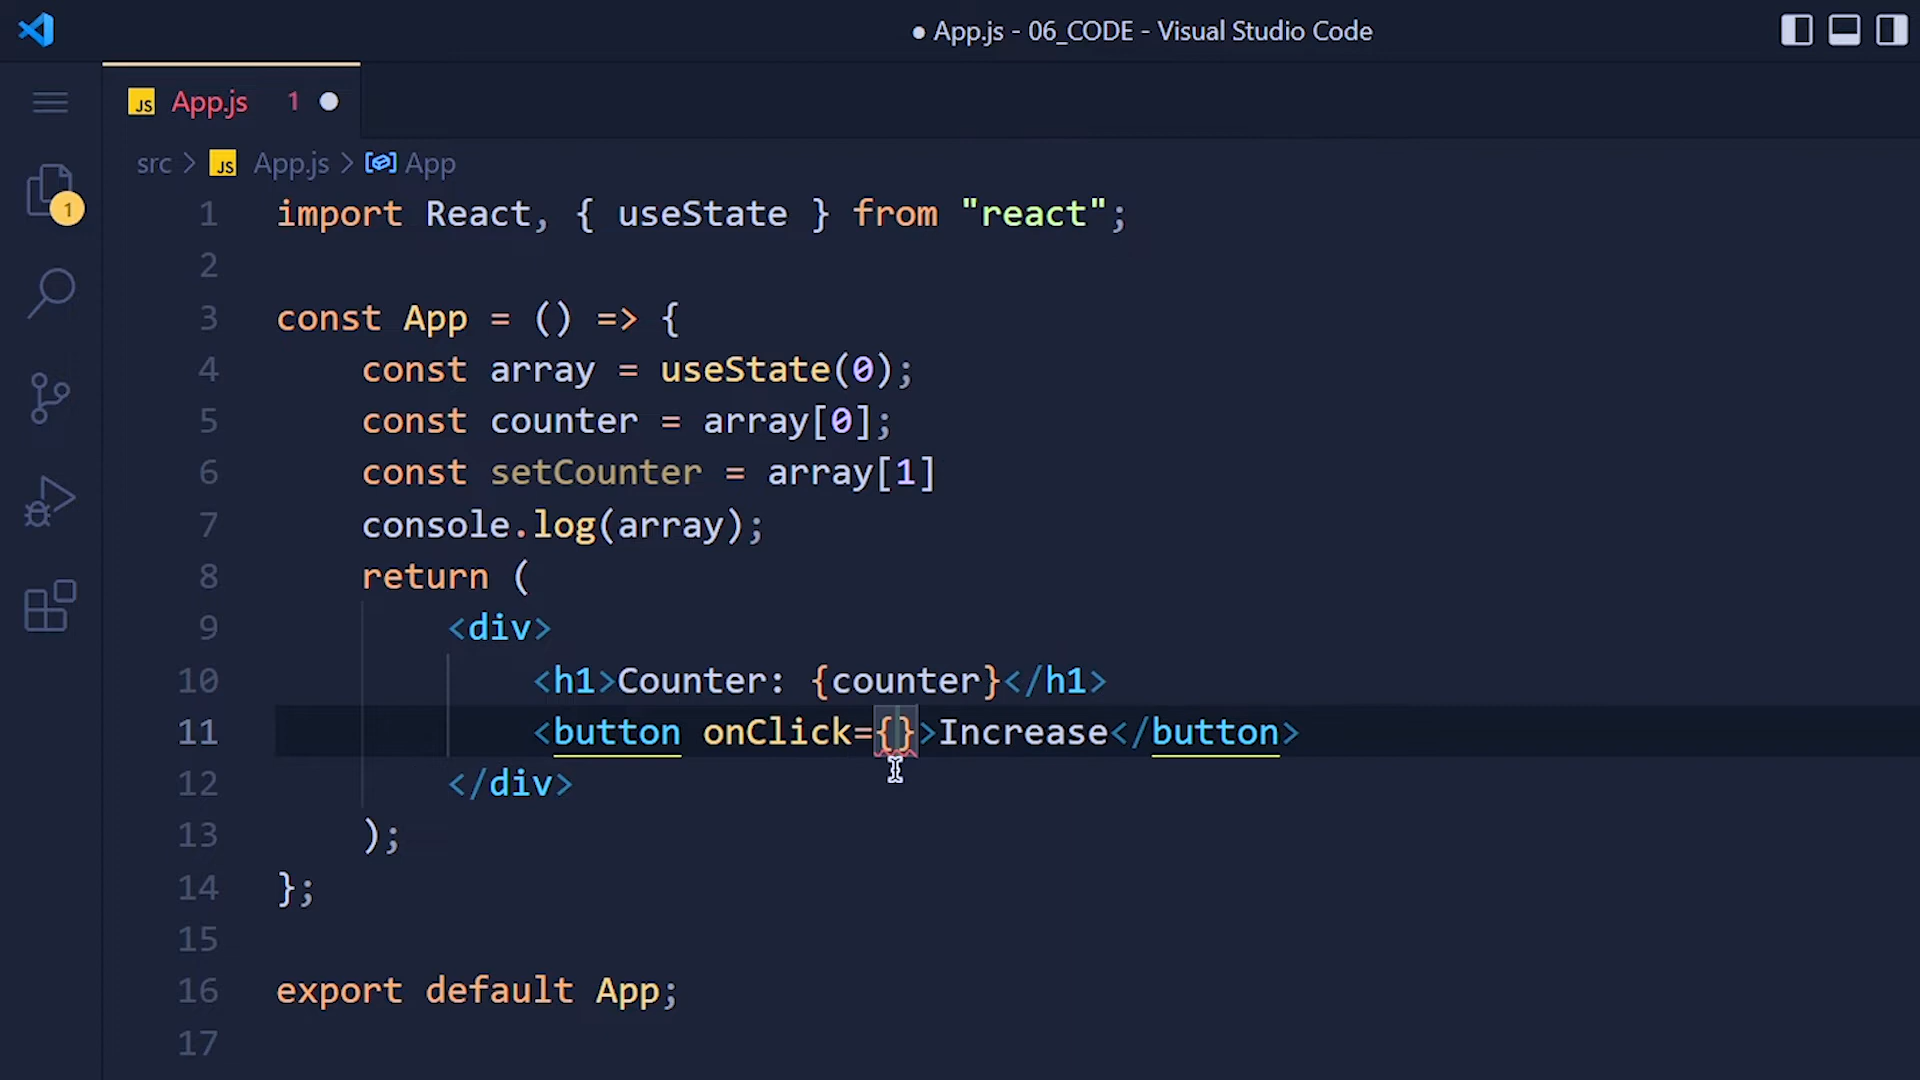 ● App.js - 06_CODE - Visual Studio Code
JS App.js 1 ●
src > JS App.js > App
1
1 import React, { useState } from "react";
2
3 const App = () => {
4 const array = useState(0);
5 const counter = array[0];
6 const setCounter = array[1]
7 console.log(array);
8 return (
9 <div>
10 <h1>Counter: {counter}</h1>
11 <button onClick={}>Increase</button>
12 </div>
13 );
14 };
15
16 export default App;
17